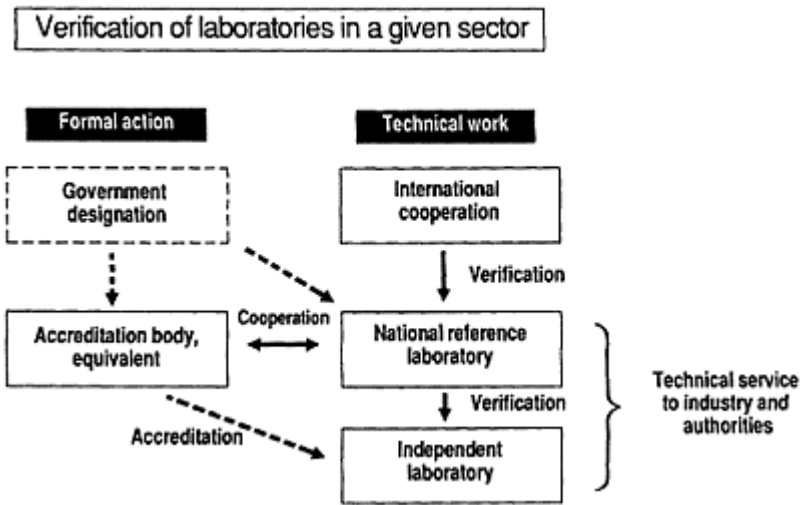 Verification of laboratories in a given sector
Formal action
Technical work
Government
designation
International
cooperation
Verification
Accreditation body,
equivalent
Cooperation
National reference
laboratory
Verification
Accreditation
Independent
laboratory
Technical service
to industry and
authorities